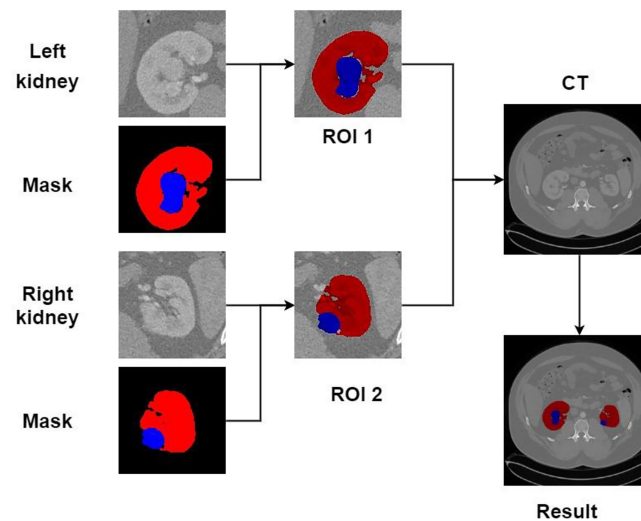 Left
kidney
ROI 1
CT
Mask
Right
kidney
ROI 2
Mask
Result